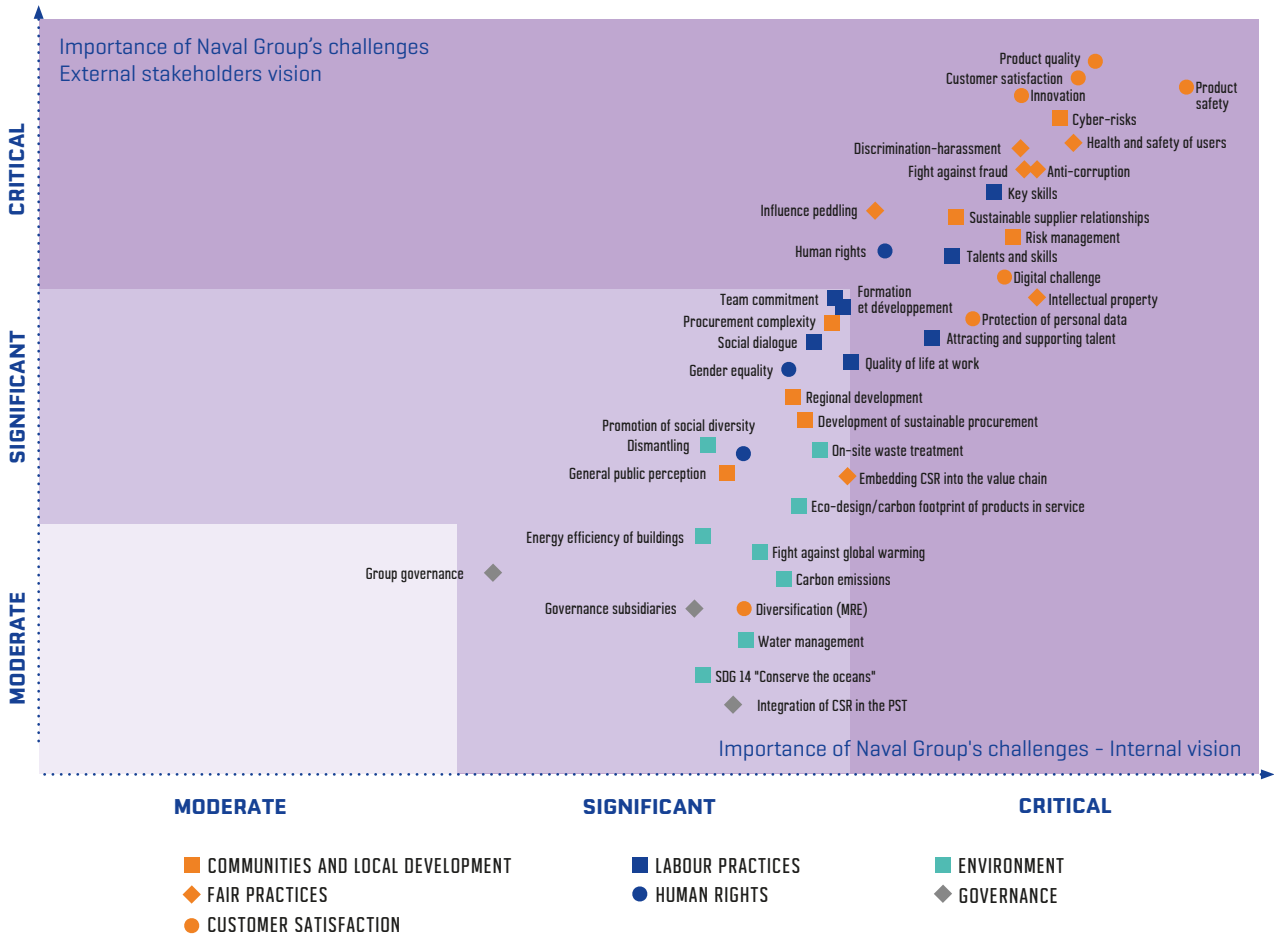 Importance of Naval Group's challenges
External stakeholders vision
CRITICAL
SIGNIFICANT
MODERATE
Product quality
Customer satisfaction
Product
safety
Innovation
Cyber-risks
Health and safety of users
Discrimination-harassment
Fight against fraud
Anti-corruption
Key skills
Influence peddling
Sustainable supplier relationships
Risk management
Human rights
Talents and skills
Digital challenge
Team commitment
Formation
et développement
Intellectual property
Procurement complexity
Protection of personal data
Social dialogue
Attracting and supporting talent
Quality of life at work
Gender equality
Regional development
Development of sustainable procurement
Promotion of social diversity
Dismantling
On-site waste treatment
General public perception
Embedding CSR into the value chain
Eco-design/carbon footprint of products in service
Energy efficiency of buildings
Fight against global warming
Group governance
Carbon emissions
Governance subsidiaries
Diversification (MRE)
Water management
SDG 14 "Conserve the oceans"
Integration of CSR in the PST
Importance of Naval Group's challenges - Internal vision
MODERATE
SIGNIFICANT
CRITICAL
COMMUNITIES AND LOCAL DEVELOPMENT
FAIR PRACTICES
CUSTOMER SATISFACTION
LABOUR PRACTICES
HUMAN RIGHTS
ENVIRONMENT
GOVERNANCE